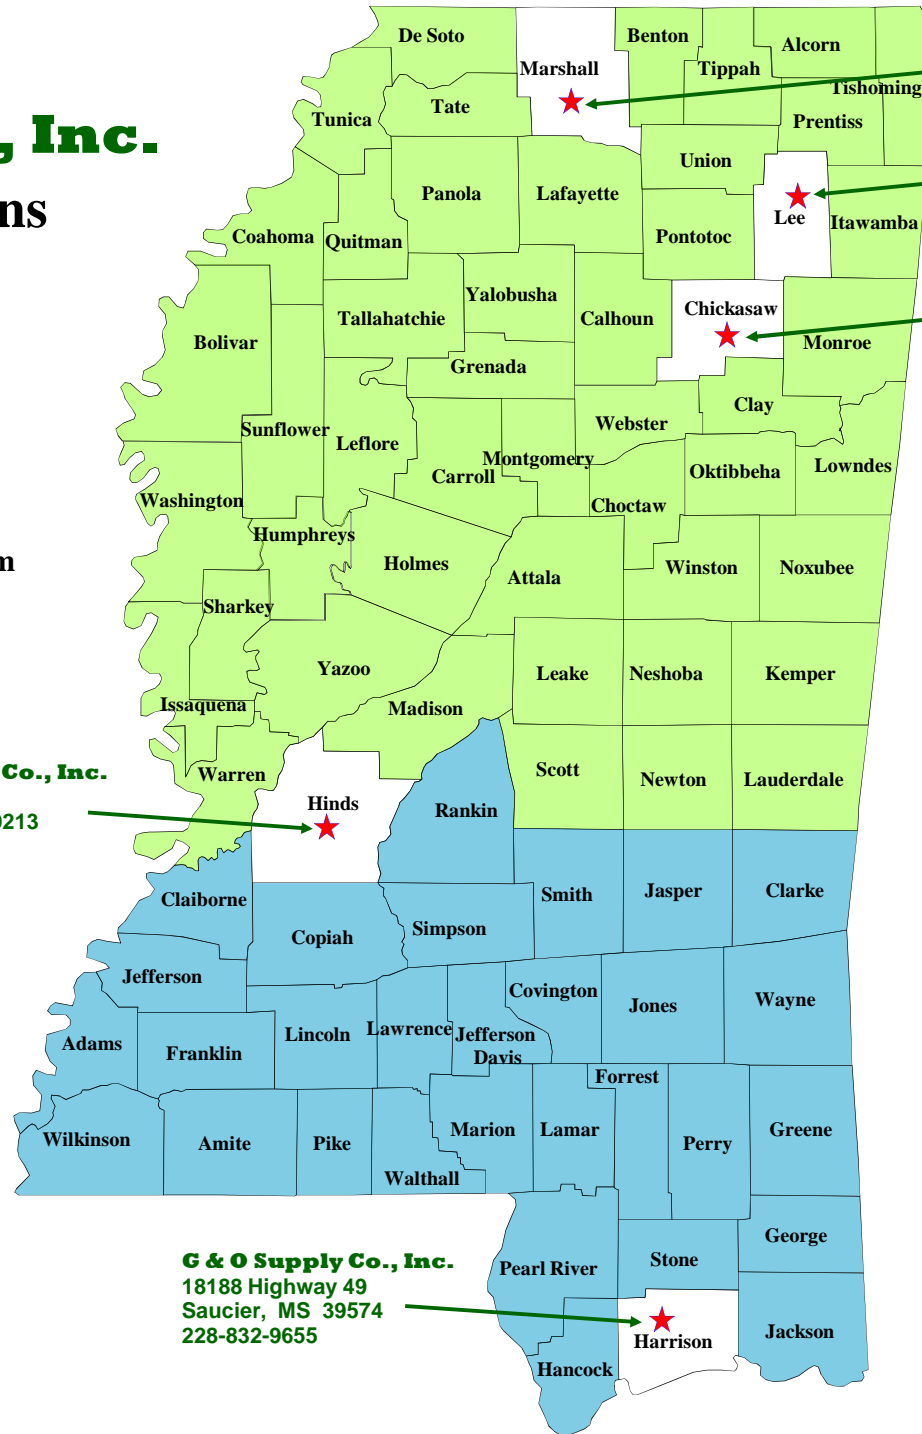 , Inc.
De Soto
Benton
Alcorn
Marshall
Tippah
Tishoming
Tate
Tunica
Prentiss
Union
Panola
Lafayette
Lee
Itawamba
Coahoma
Quitman
Pontotoc
Yalobusha
Chickasaw
Tallahatchie
Calhoun
Bolivar
Monroe
Grenada
Clay
Sunflower
Webster
Leflore
Montgomery
Lowndes
Oktibbeha
Carroll
Washington
Choctaw
Humphreys
Holmes
Winston
Noxubee
Attala
Sharkey
Yazoo
Leake
Neshoba
Kemper
Issaquena
Madison
Co., Inc.
Scott
Warren
Newton
Lauderdale
Hinds
Rankin
0213
Smith
Jasper
Clarke
Claiborne
Copiah
Simpson
Jefferson
Covington
Jones
Wayne
Lincoln
Lawrence
Jefferson
Davis
Adams
Franklin
Forrest
Wilkinson
Amite
Pike
Marion
Lamar
Perry
Greene
Walthall
George
G & O Supply Co., Inc.
18188 Highway 49
Saucier, MS 39574
228-832-9655
Pearl River
Stone
Jackson
Harrison
Hancock